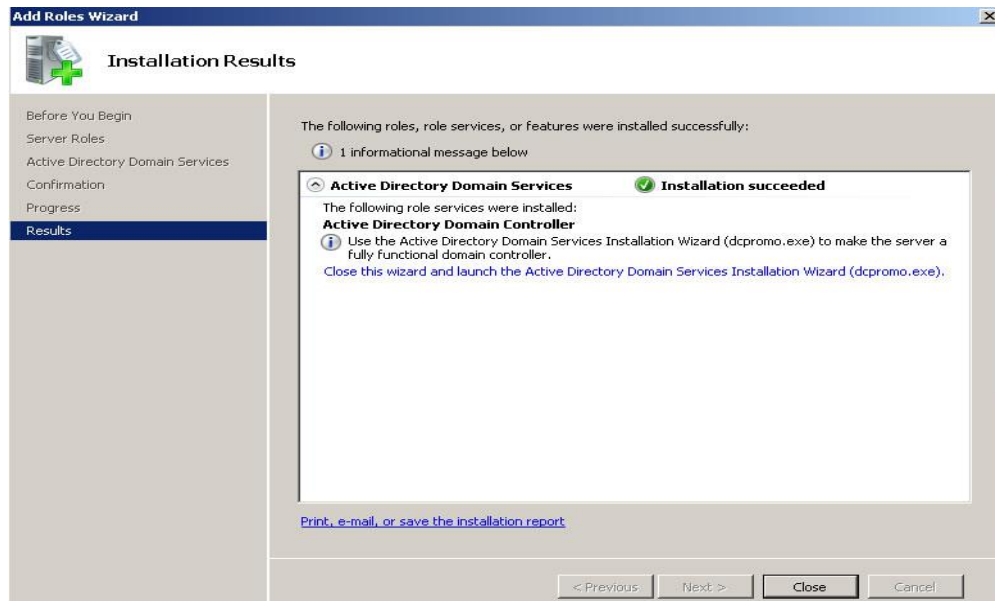 Add Roles Wizard
Installation Results
Before You Begin
Server Roles
Active Directory Domain Services
Confirmation
Progress
Results
The following roles, role services, or features were installed successfully:
1 informational message below
Active Directory Domain Services Installation succeeded
The following role services were installed:
Active Directory Domain Controller
Use the Active Directory Domain Services Installation Wizard (dcpromo.exe) to make the server a
fully functional domain controller.
Close this wizard and launch the Active Directory Domain Services Installation Wizard (dcpromo.exe).
Print, e-mail, or save the installation report
< Previous Next > Close Cancel